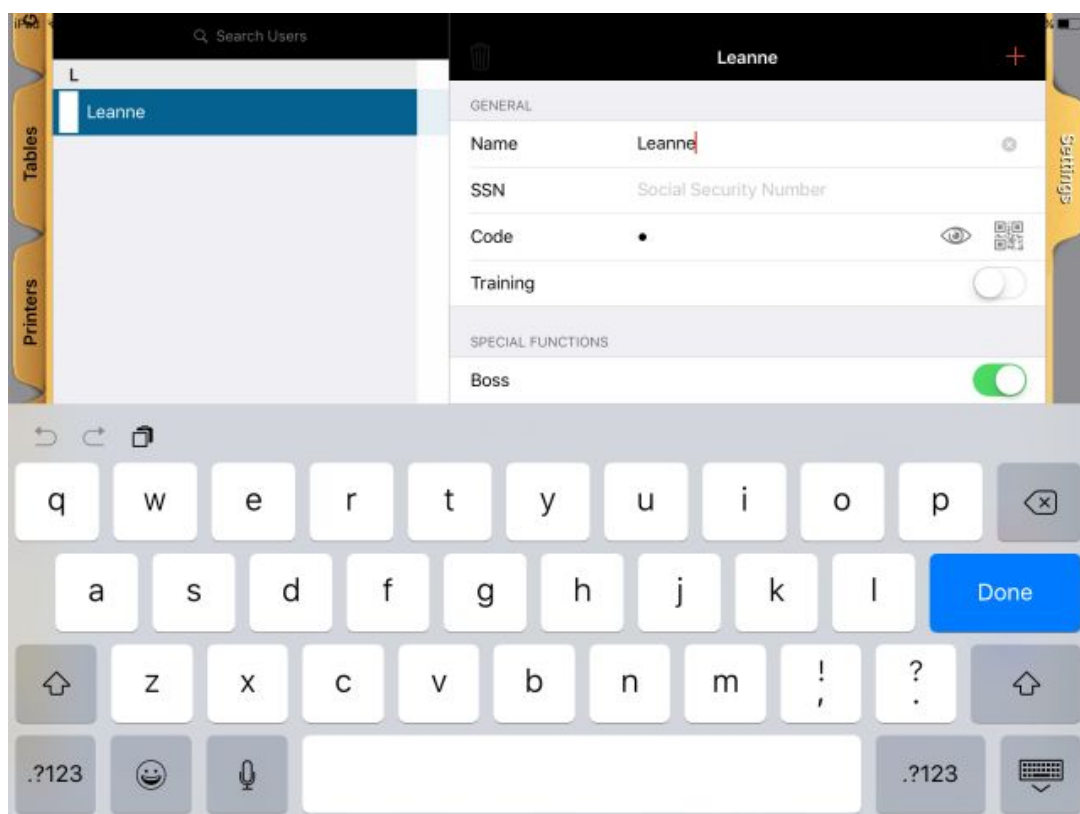 iPad
G
%
Search Users
Leanne
L
Leanne
GENERAL
Name Leanne
SSN Social Security Number
Code •
Training
SPECIAL FUNCTIONS
Boss
Tables
Printers
Settings
q w e r t y u i o p
a s d f g h j k l Done
z x c v b n m ! , ? .
.?123 .?123